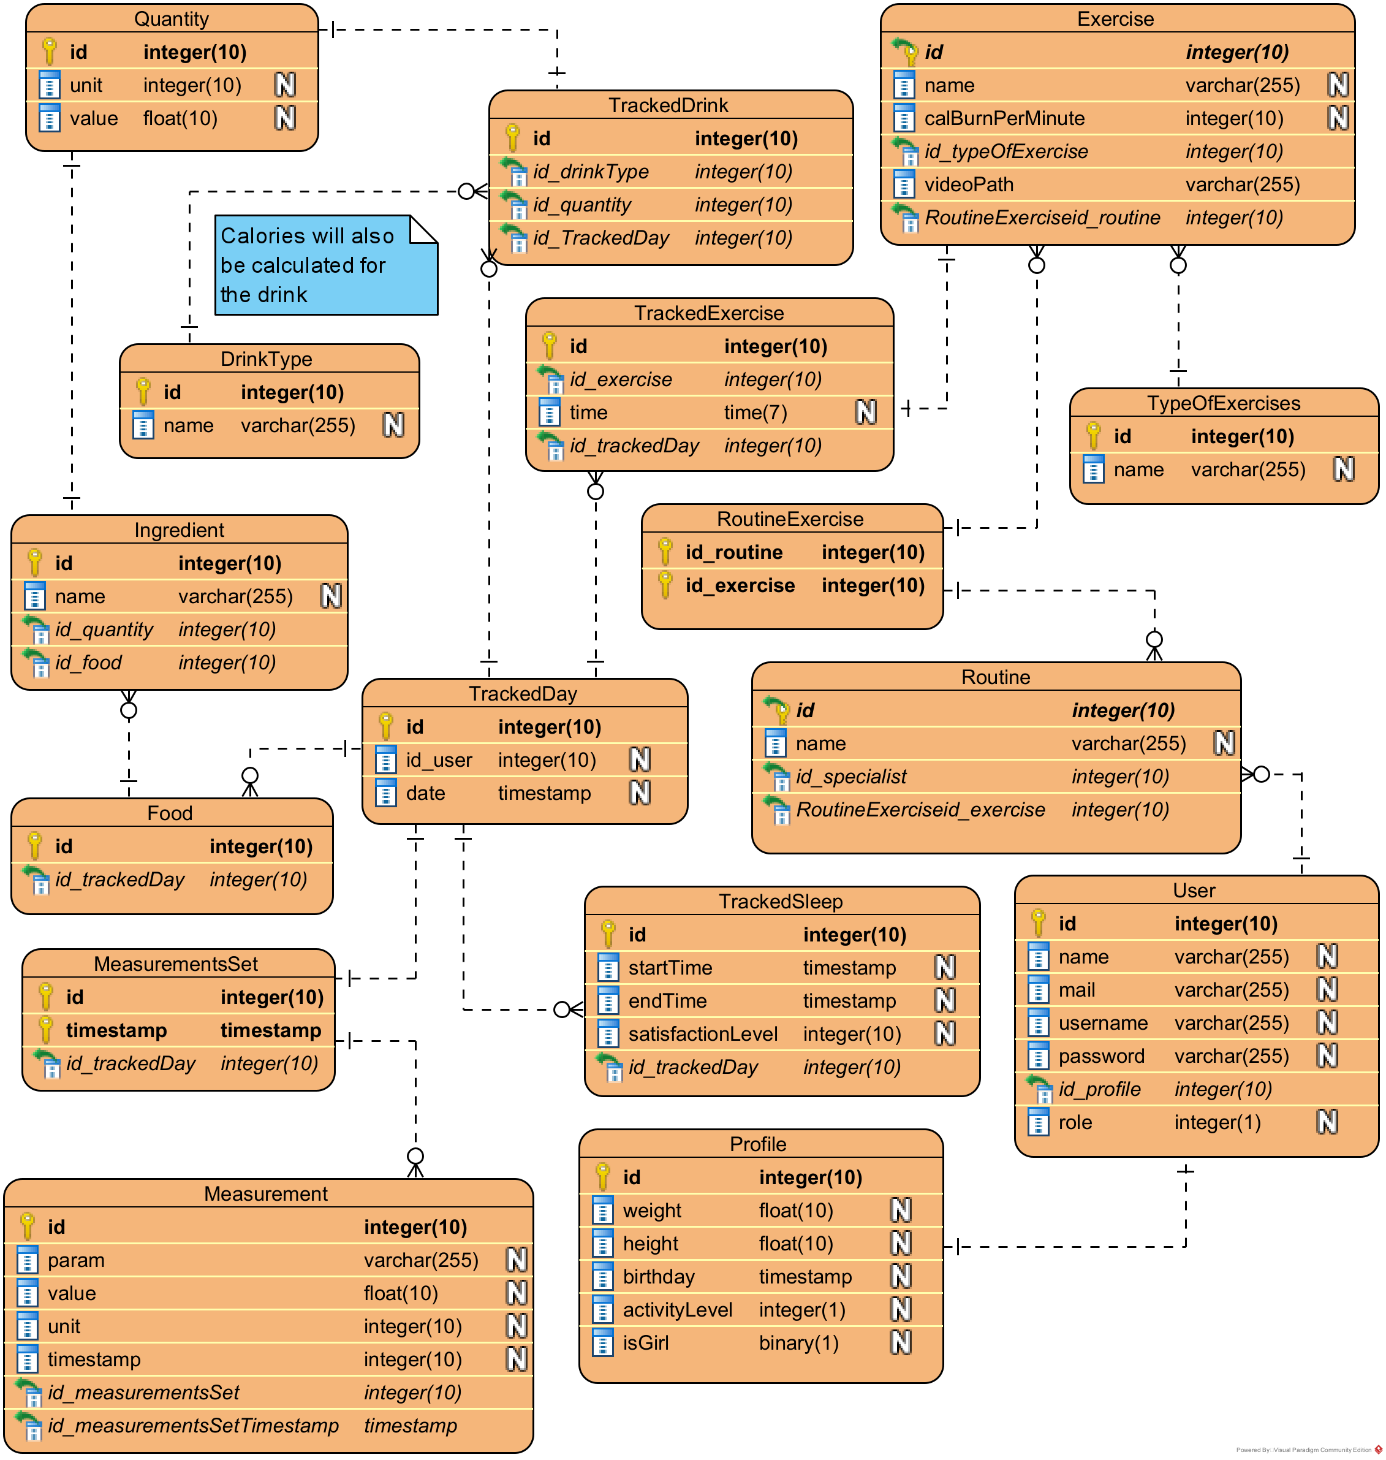 Quantity
id integer(10)
unit integer(10) N
value float(10) N
Exercise
id integer(10)
name varchar(255) N
calBurnPerMinute integer(10) N
id_typeOfExercise integer(10)
videoPath varchar(255)
RoutineExerciseid_routine integer(10)
TrackedDrink
id integer(10)
id_drinkType integer(10)
id_quantity integer(10)
id_TrackedDay integer(10)
Calories will also
be calculated for
the drink
TrackedExercise
id integer(10)
id_exercise integer(10)
time time(7) N
id_trackedDay integer(10)
DrinkType
id integer(10)
name varchar(255) N
TypeOfExercises
id integer(10)
name varchar(255) N
RoutineExercise
id_routine integer(10)
id_exercise integer(10)
Ingredient
id integer(10)
name varchar(255) N
id_quantity integer(10)
id_food integer(10)
Routine
id integer(10)
name varchar(255) N
id_specialist integer(10)
RoutineExerciseid_exercise integer(10)
TrackedDay
id integer(10)
id_user integer(10) N
date timestamp N
Food
id integer(10)
id_trackedDay integer(10)
User
id integer(10)
name varchar(255) N
mail varchar(255) N
username varchar(255) N
password varchar(255) N
id_profile integer(10)
role integer(1) N
TrackedSleep
id integer(10)
startTime timestamp N
endTime timestamp N
satisfactionLevel integer(10) N
id_trackedDay integer(10)
MeasurementsSet
id integer(10)
timestamp timestamp
id_trackedDay integer(10)
Profile
id integer(10)
weight float(10) N
height float(10) N
birthday timestamp N
activityLevel integer(1) N
isGirl binary(1) N
Measurement
id integer(10)
param varchar(255) N
value float(10) N
unit integer(10) N
timestamp integer(10) N
id_measurementsSet integer(10)
id_measurementsSetTimestamp timestamp
Powered By: Visual Paradigm Community Edition